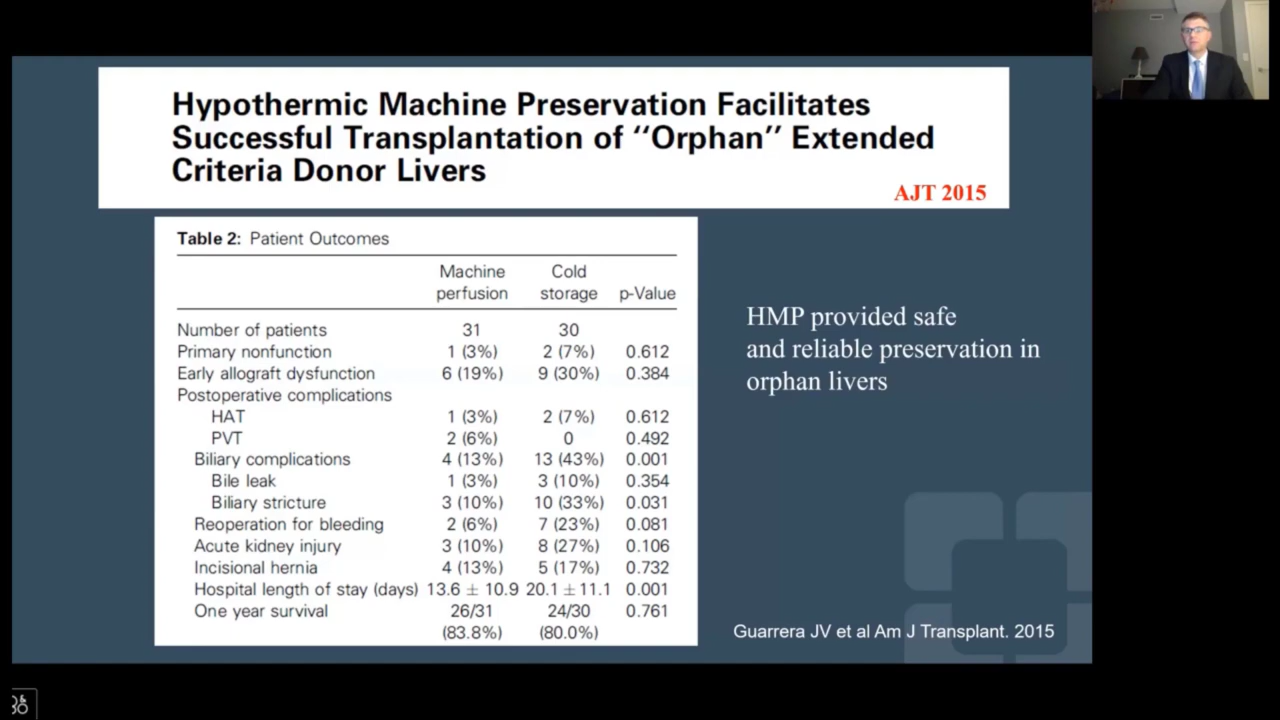 Hypothermic Machine Preservation Facilitates
Successful Transplantation of ‘‘Orphan’’ Extended
Criteria Donor Livers
AJT 2015
Table 2: Patient Outcomes
Machine perfusion Cold storage p-Value
Number of patients 31 30
Primary nonfunction 1 (3%) 2 (7%) 0.612
Early allograft dysfunction 6 (19%) 9 (30%) 0.384
Postoperative complications
HAT 1 (3%) 2 (7%) 0.612
PVT 2 (6%) 0 0.492
Biliary complications 4 (13%) 13 (43%) 0.001
Bile leak 1 (3%) 3 (10%) 0.354
Biliary stricture 3 (10%) 10 (33%) 0.031
Reoperation for bleeding 2 (6%) 7 (23%) 0.081
Acute kidney injury 3 (10%) 8 (27%) 0.106
Incisional hernia 4 (13%) 5 (17%) 0.732
Hospital length of stay (days) 13.6 ± 10.9 20.1 ± 11.1 0.001
One year survival 26/31 24/30 0.761
(83.8%) (80.0%)
HMP provided safe
and reliable preservation in
orphan livers
Guarrera JV et al Am J Transplant. 2015